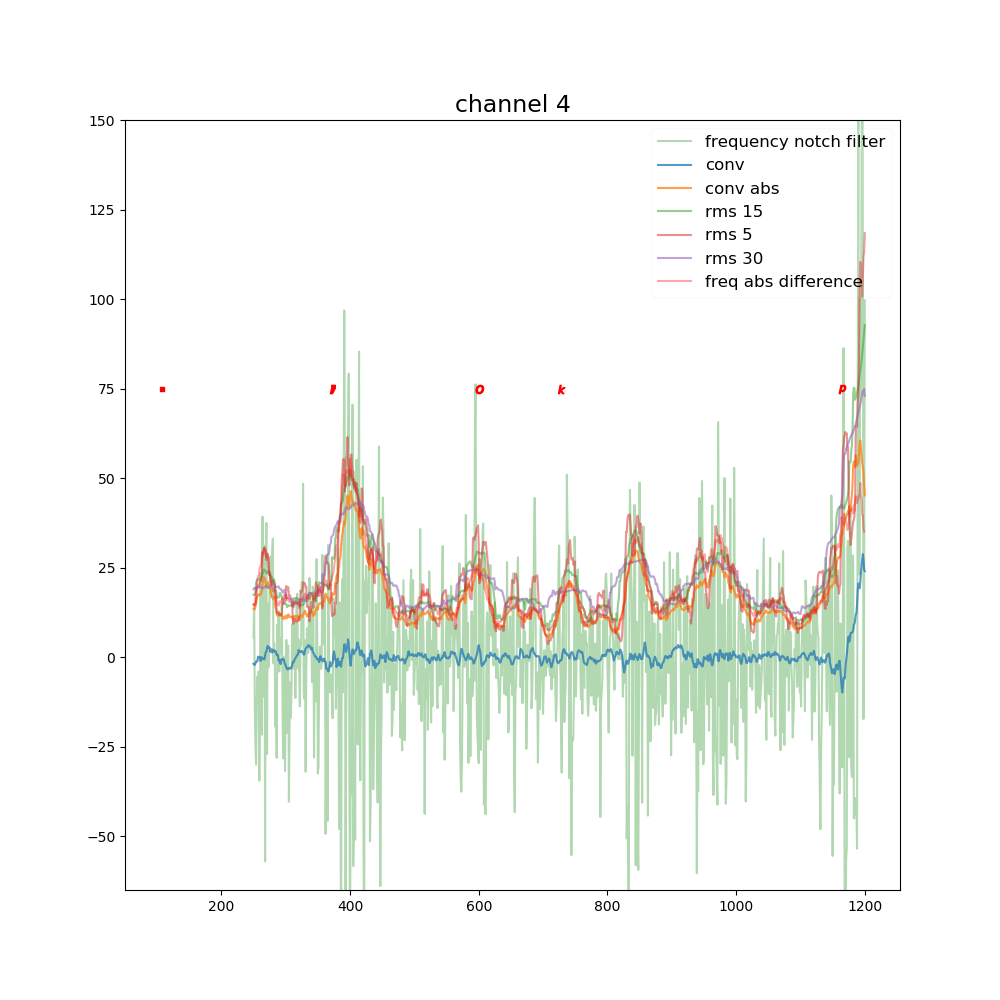 channel 4
150
125
100
75
50
25
0
−25
−50
frequency notch filter
conv
conv abs
rms 15
rms 5
rms 30
freq abs difference
O
k
P
200 400 600 800 1000 1200